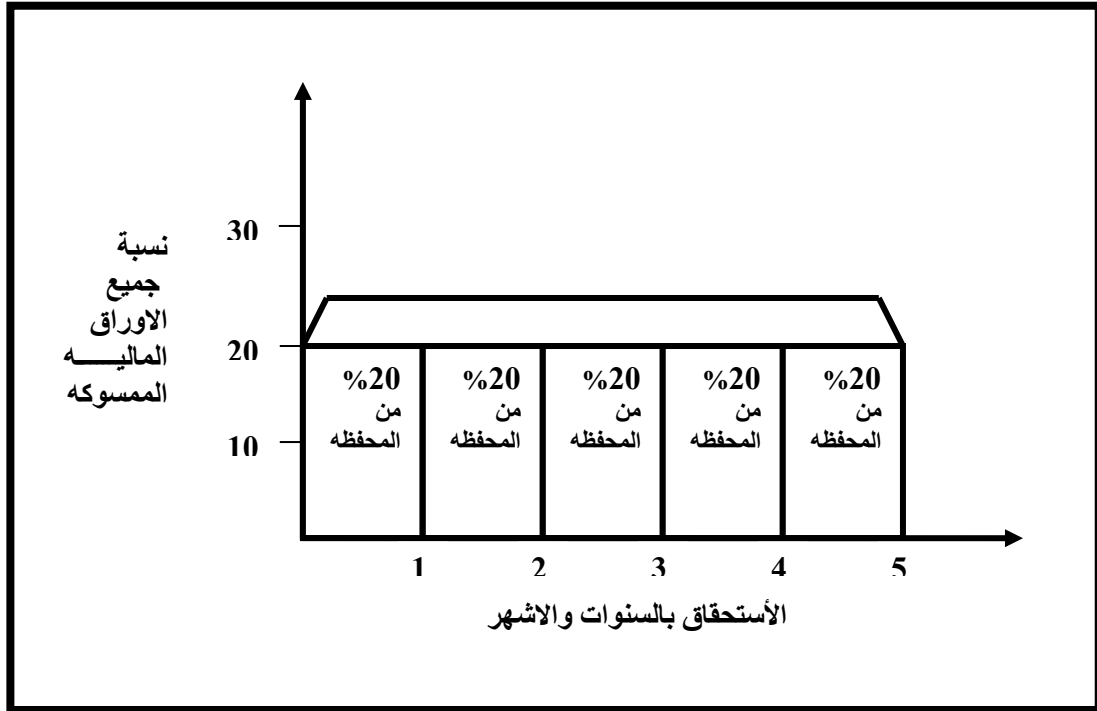 نسبة
جميع
الاوراق
الماليـــــه
الممسوكه
30
20
10
%20
من
المحفظه
%20
من
المحفظه
%20
من
المحفظه
%20
من
المحفظه
%20
من
المحفظه
1 2 3 4 5
الأستحقاق بالسنوات والاشهر